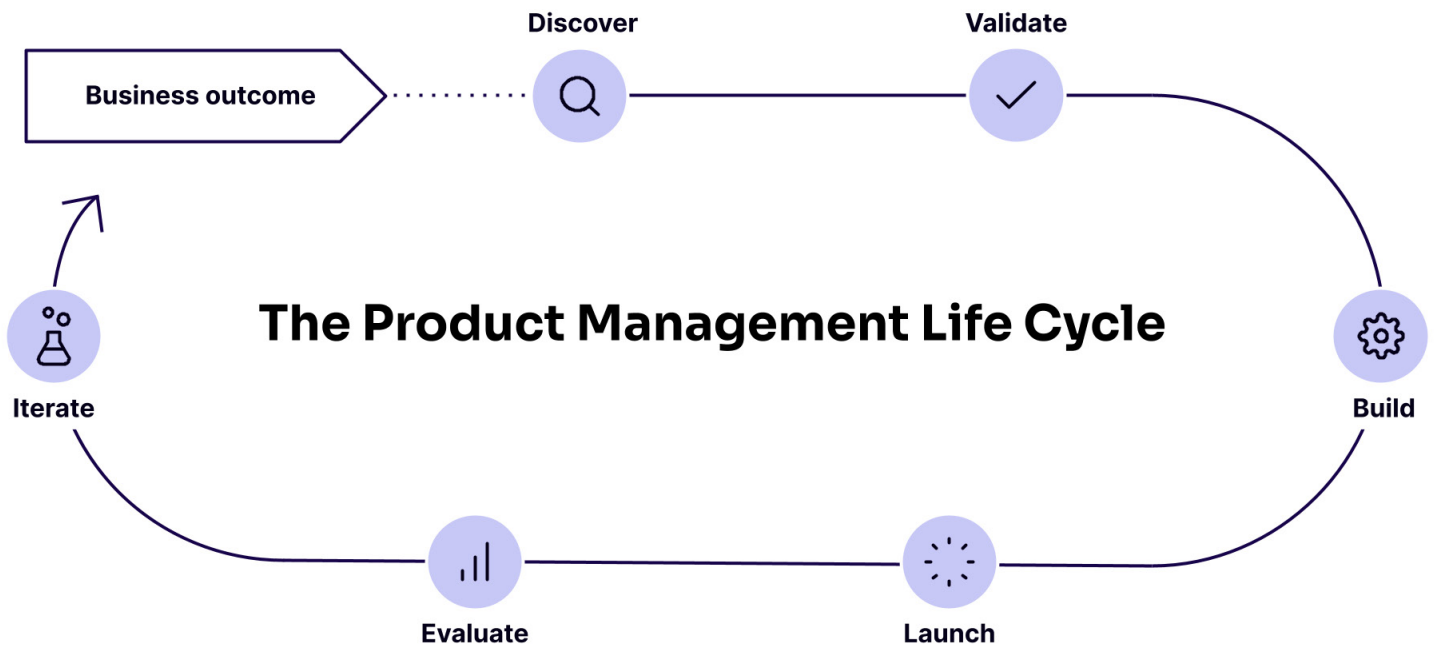 Discover
Validate
Business outcome
The Product Management Life Cycle
Iterate
Build
Evaluate
Launch